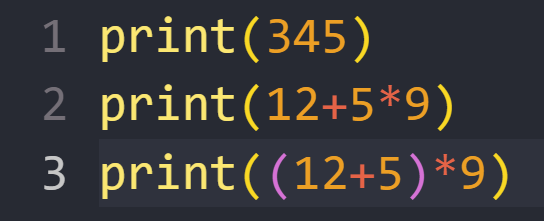 1 print(345)
2 print(12+5*9)
3 print((12+5)*9)